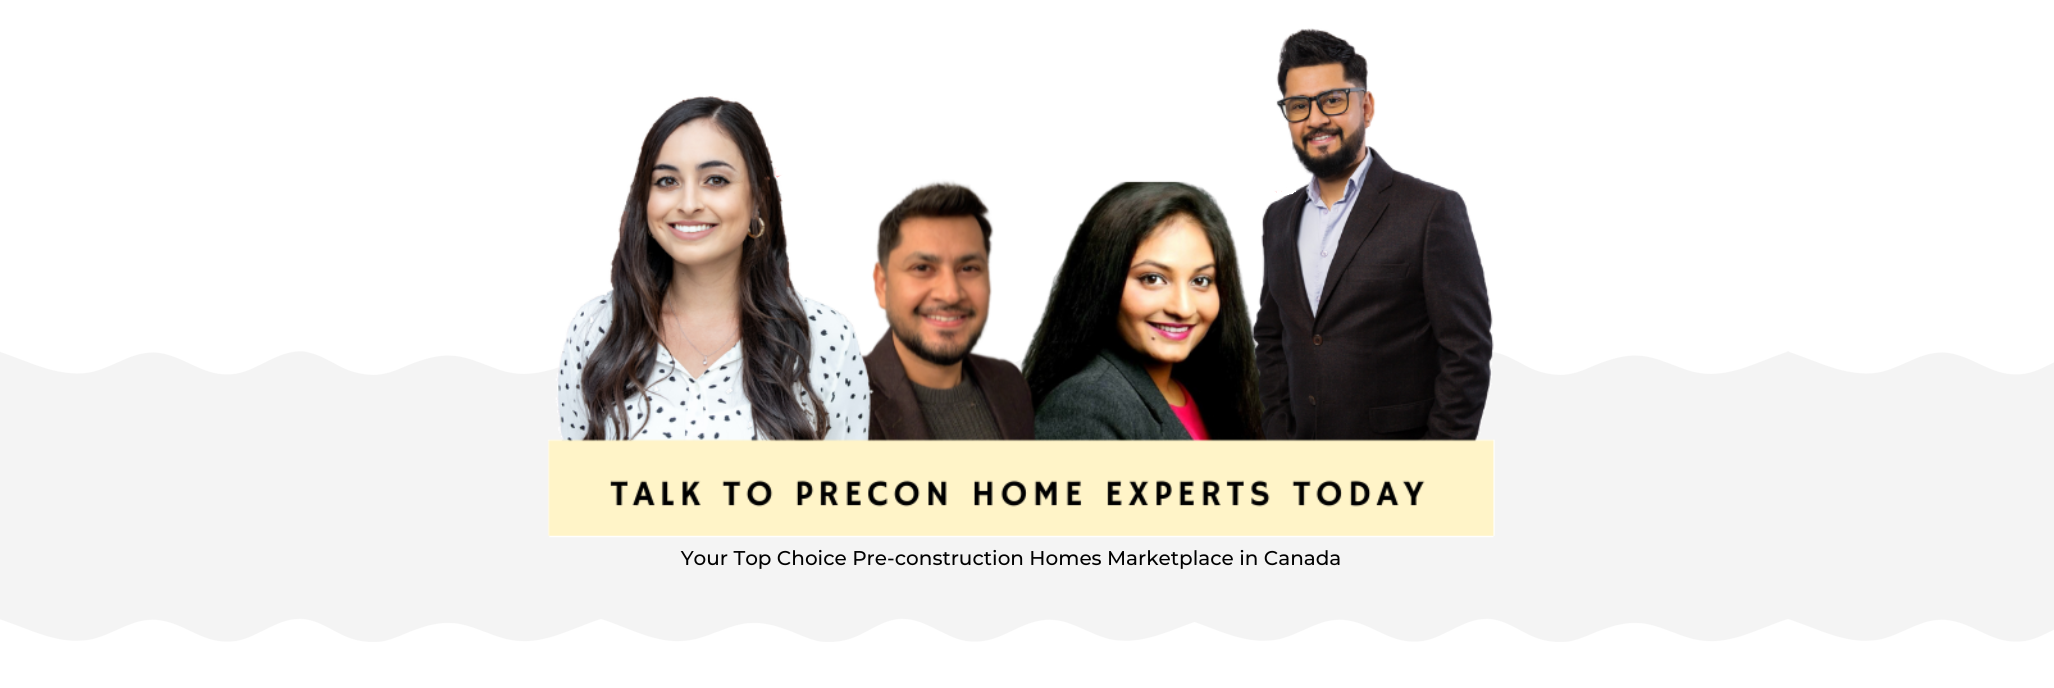 TALK TO PRECON HOME EXPERTS TODAY
Your Top Choice Pre-construction Homes Marketplace in Canada